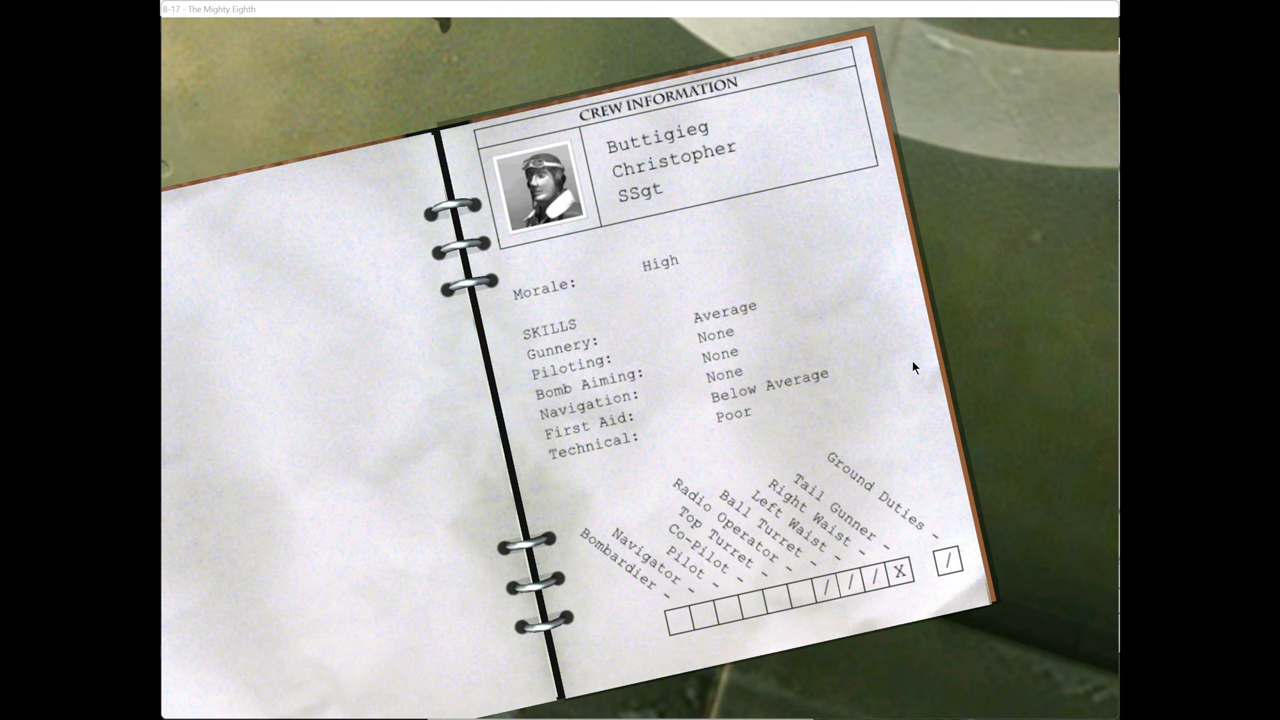 B-17 - The Mighty Eighth
CREW INFORMATION
Buttigieg
Christopher
SSgt
Morale: High
SKILLS
Gunnery: Average
Piloting: None
Bomb Aiming: None
Navigation: None
First Aid: Below Average
Technical: Poor
Bombardier -
Navigator -
Pilot -
Co-Pilot -
Top Turret -
Radio Operator -
Ball Turret -
Left Waist -
Right Waist -
Tail Gunner -
Ground Duties -
/ / / X /